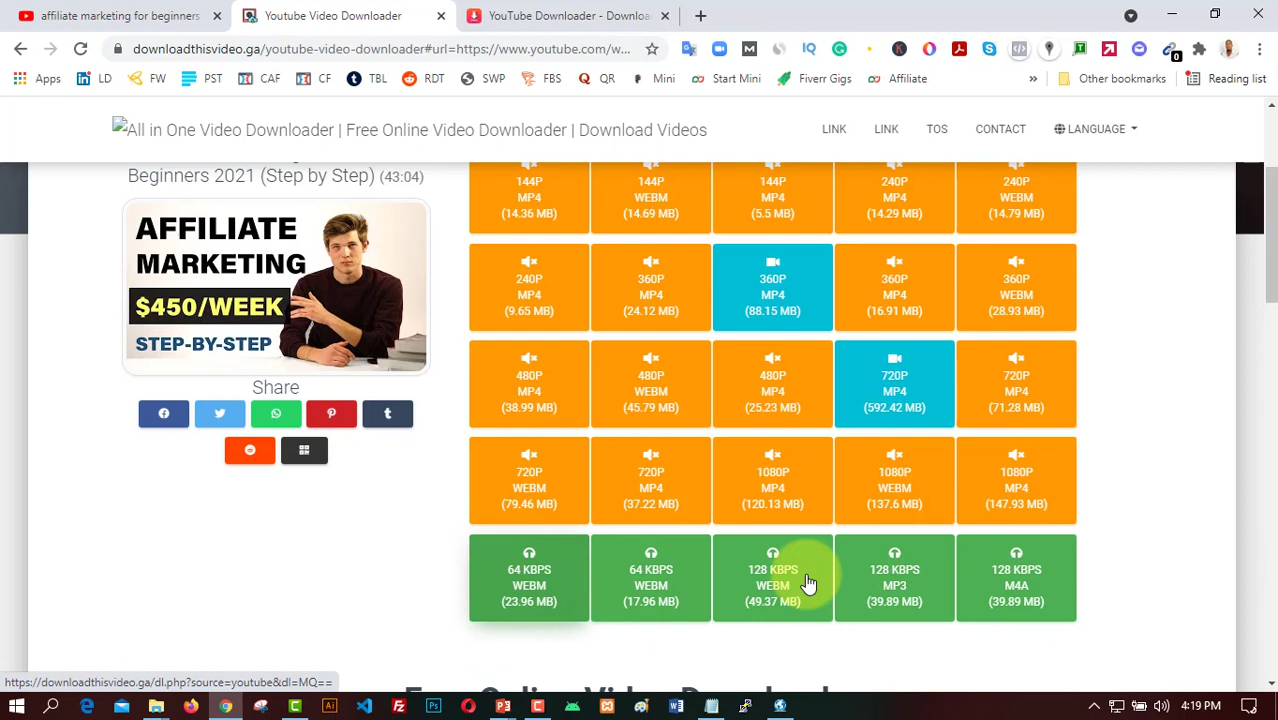 affiliate marketing for beginners
Youtube Video Downloader
YouTube Downloader - Downloa
downloadthisvideo.ga/youtube-video-downloader#url=https://www.youtube.com/w...
Apps LD FW PST CAF CF TBL RDT SWP FBS QRS Mini Start Mini Fiverr Gigs Affiliate » Other bookmarks Reading list
All in One Video Downloader | Free Online Video Downloader | Download Videos
LINK LINK TOS CONTACT LANGUAGE
Beginners 2021 (Step by Step) (43:04)
AFFILIATE
MARKETING
$450/WEEK
STEP-BY-STEP
Share
144P
MP4
(14.36 MB)
144P
WEBM
(14.69 MB)
144P
MP4
(5.5 MB)
240P
MP4
(14.29 MB)
240P
WEBM
(14.79 MB)
240P
MP4
(9.65 MB)
360P
MP4
(24.12 MB)
360P
MP4
(88.15 MB)
360P
MP4
(16.91 MB)
360P
WEBM
(28.93 MB)
480P
MP4
(38.99 MB)
480P
WEBM
(45.79 MB)
480P
MP4
(25.23 MB)
720P
MP4
(592.42 MB)
720P
MP4
(71.28 MB)
720P
WEBM
(79.46 MB)
720P
MP4
(37.22 MB)
1080P
MP4
(120.13 MB)
1080P
WEBM
(137.6 MB)
1080P
MP4
(147.93 MB)
64 KBPS
WEBM
(23.96 MB)
64 KBPS
WEBM
(17.96 MB)
128 KBPS
WEBM
(49.37 MB)
128 KBPS
MP3
(39.89 MB)
128 KBPS
M4A
(39.89 MB)
https://downloadthisvideo.ga/dl.php?source=youtube&dl=MQ==
4:19 PM